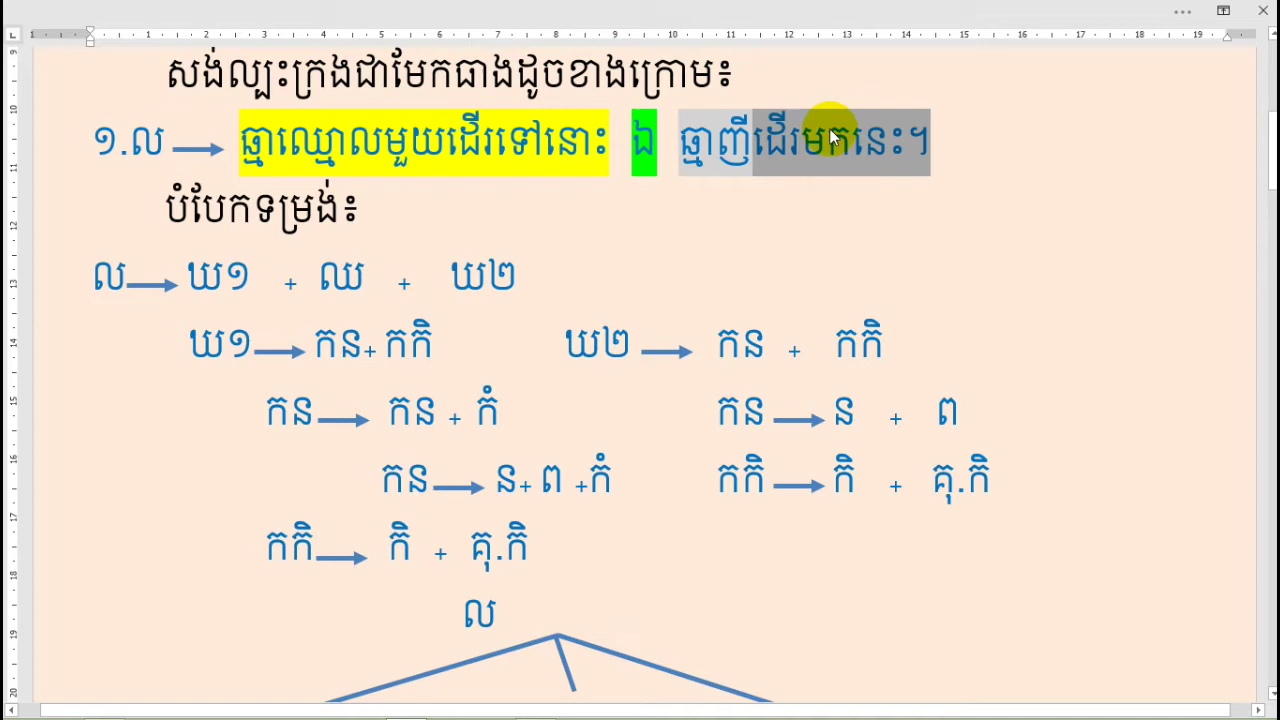 សង់ល្បះក្រងជាមែកធាងដូចខាងក្រោម៖
១.ល ឆ្មាឈ្មោលមួយដើរទៅនោះ ឯ ឆ្មាញីដើរមកនេះ។
បំបែកទម្រង់៖
ល ឃ១ + ឈ + ឃ២
ឃ១ កន+ កកិ ឃ២ កន + កកិ
កន កន + កំ កន ន + ព
កន ន+ ព +កំ កកិ កិ + គុ.កិ
កកិ កិ + គុ.កិ
ល